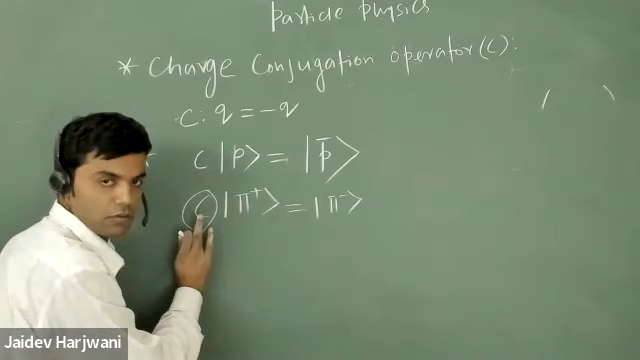 Particle Physics
* Charge Conjugation operator (C):
C: q = -q
C |p> = |p̄>
C |π⁺> = |π⁻>
Jaidev Harjwani